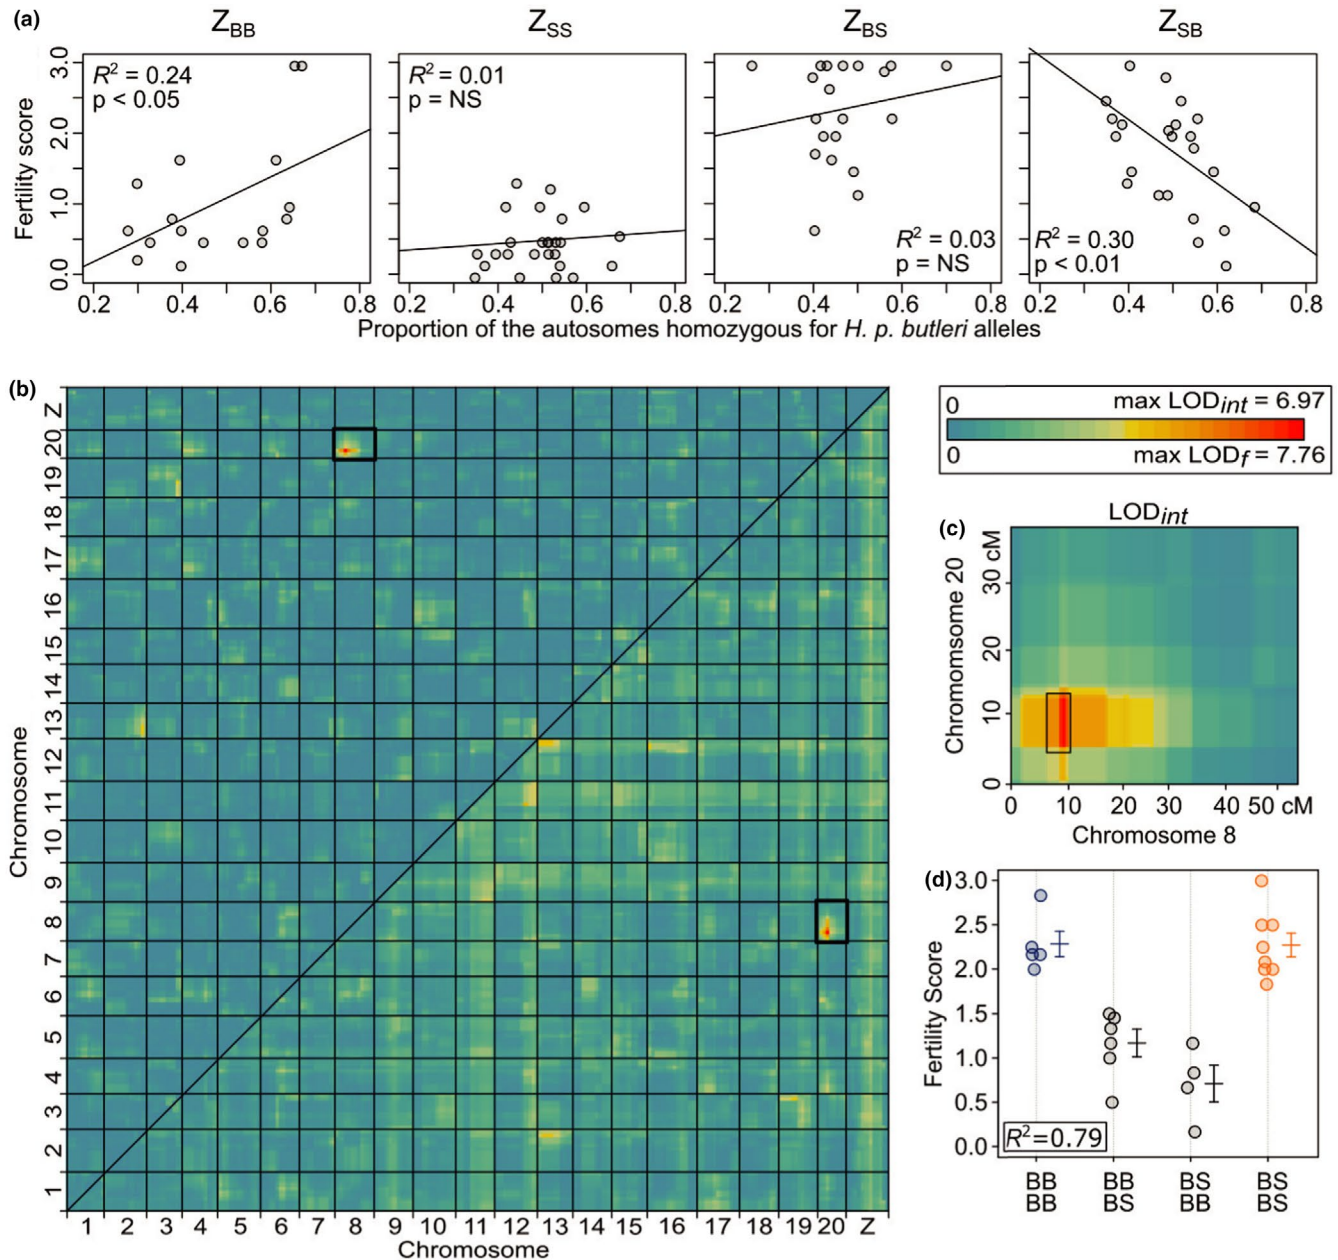 (a)
Z_BB Z_SS Z_BS Z_SB
Fertility score
3.0
2.0
1.0
0.0
R² = 0.24
p < 0.05
R² = 0.01
p = NS
R² = 0.03
p = NS
R² = 0.30
p < 0.01
0.2 0.4 0.6 0.8 0.2 0.4 0.6 0.8 0.2 0.4 0.6 0.8 0.2 0.4 0.6 0.8
Proportion of the autosomes homozygous for H. p. butleri alleles
(b)
Chromosome
Z
20
19
18
17
16
15
14
13
12
11
10
9
8
7
6
5
4
3
2
1
1 2 3 4 5 6 7 8 9 10 11 12 13 14 15 16 17 18 19 20 Z
Chromosome
0 max LODint = 6.97
0 max LODf = 7.76
(c)
LODint
Chromomsome 20
30 cM
20
10
0
0 10 20 30 40 50 cM
Chromosome 8
(d)
Fertility Score
3.0
2.5
2.0
1.5
1.0
0.5
0.0
R²=0.79
BB BB BS BS
BB BS BB BS